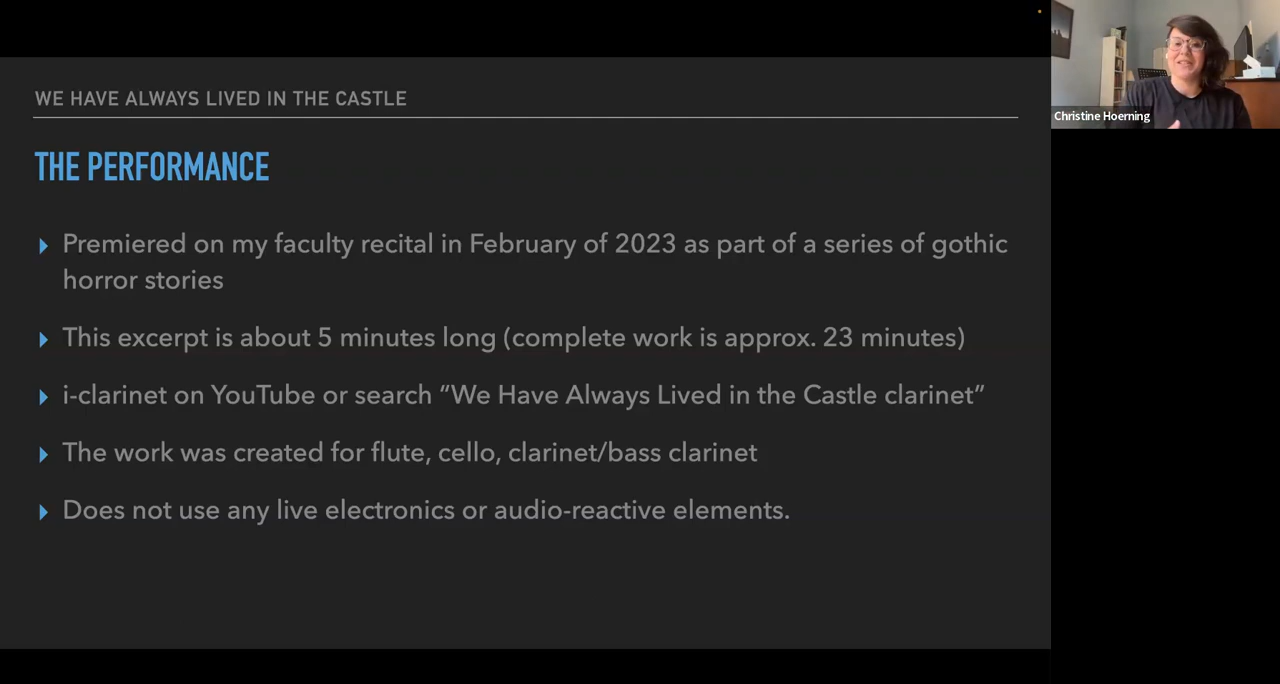 WE HAVE ALWAYS LIVED IN THE CASTLE
THE PERFORMANCE
Premiered on my faculty recital in February of 2023 as part of a series of gothic
horror stories
This excerpt is about 5 minutes long (complete work is approx. 23 minutes)
i-clarinet on YouTube or search “We Have Always Lived in the Castle clarinet”
The work was created for flute, cello, clarinet/bass clarinet
Does not use any live electronics or audio-reactive elements.
Christine Hoerning